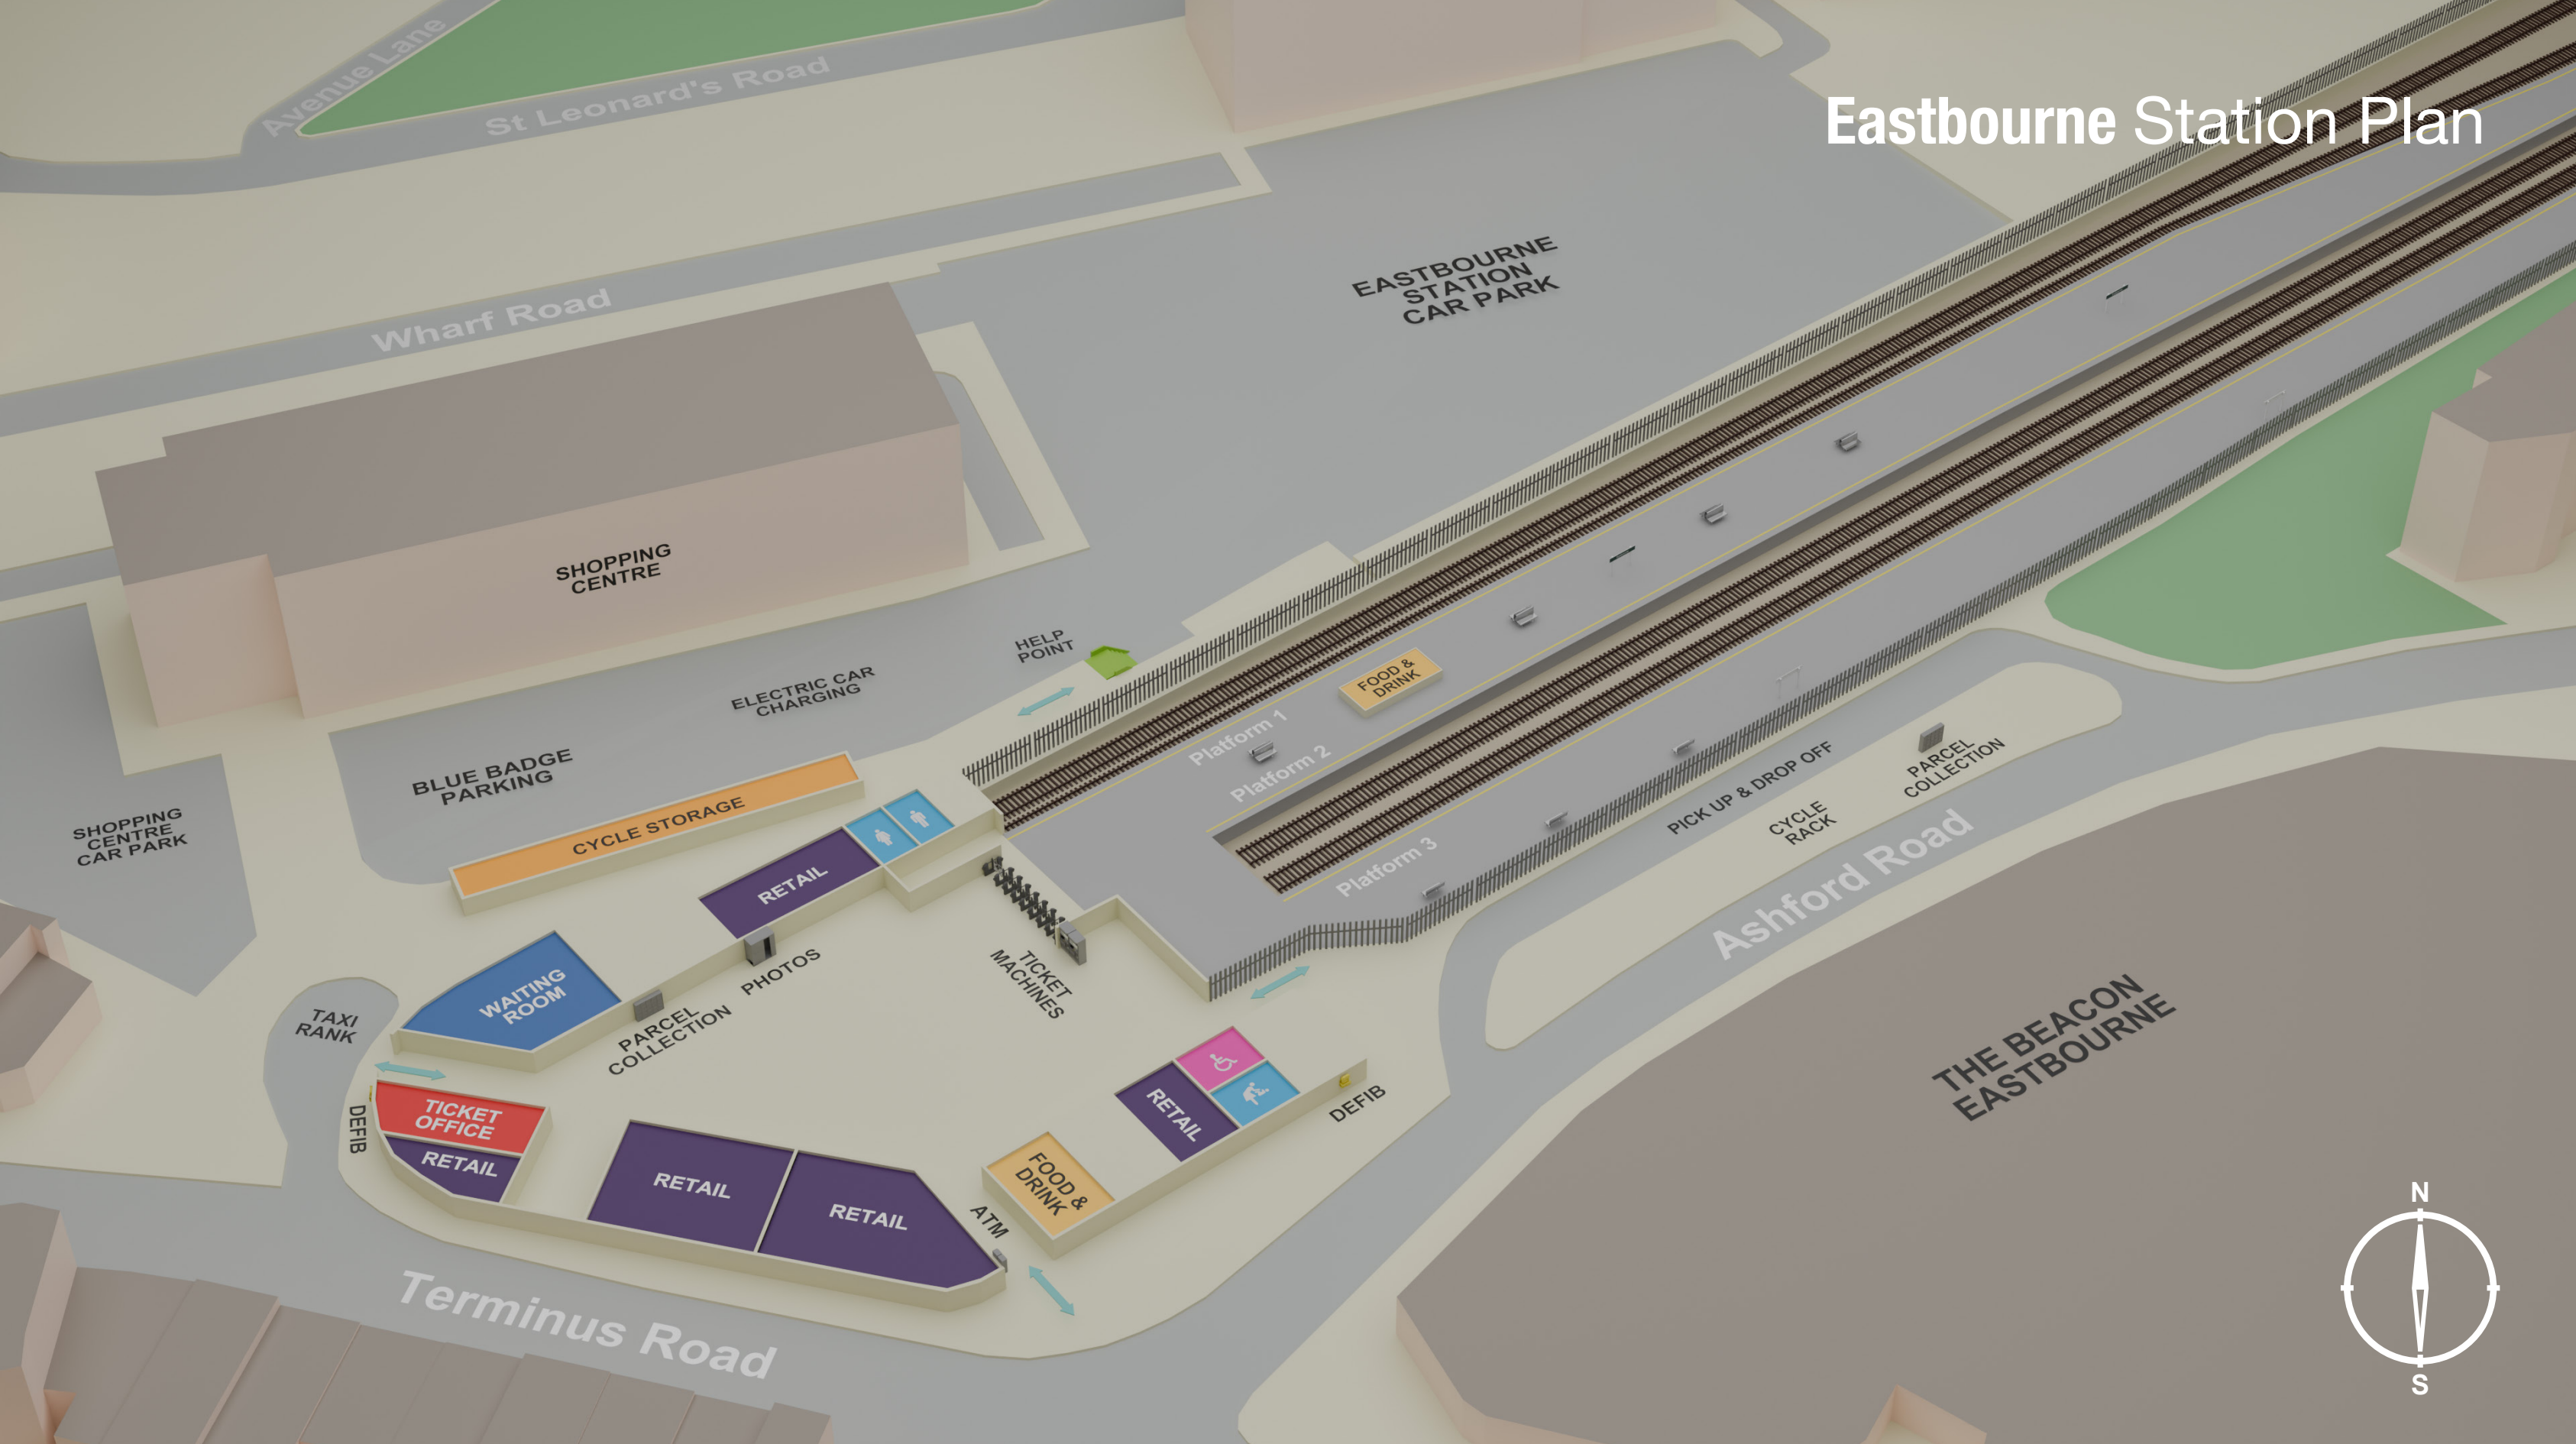 Avenue Lane
St Leonard's Road
Eastbourne Station Plan
EASTBOURNE
STATION
CAR PARK
Wharf Road
SHOPPING
CENTRE
HELP
POINT
ELECTRIC CAR
CHARGING
BLUE BADGE
PARKING
CYCLE STORAGE
SHOPPING
CENTRE
CAR PARK
FOOD &
DRINK
Platform 1
Platform 2
Platform 3
PICK UP & DROP OFF
PARCEL
COLLECTION
CYCLE
RACK
Ashford Road
RETAIL
PHOTOS
TICKET
MACHINES
WAITING
ROOM
PARCEL
COLLECTION
TAXI
RANK
THE BEACON
EASTBOURNE
DEFIB
TICKET
OFFICE
RETAIL
RETAIL
RETAIL
RETAIL
DEFIB
FOOD &
DRINK
ATM
Terminus Road
N
S